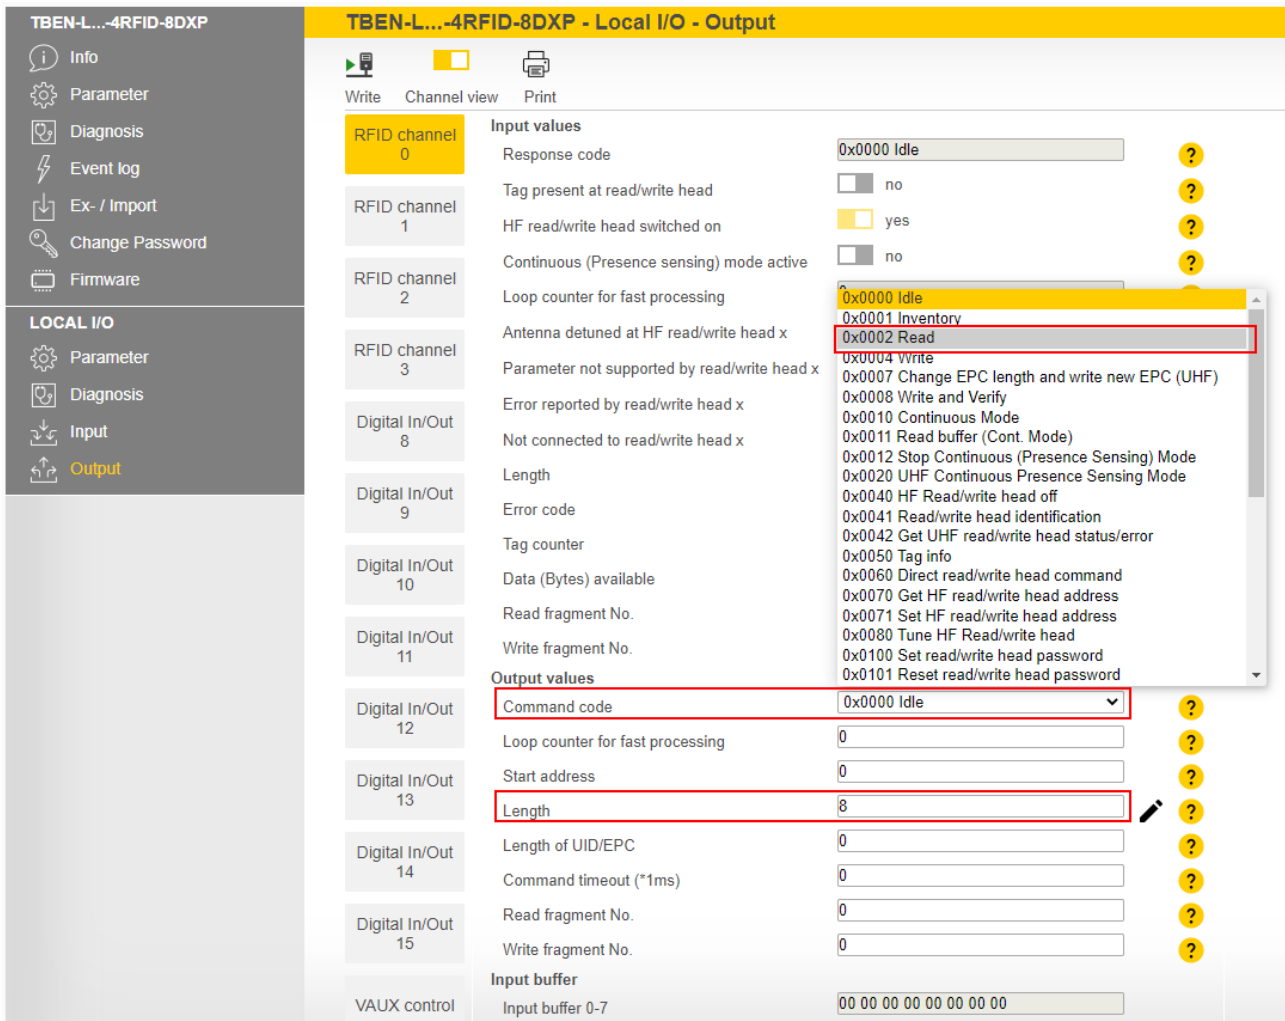 TBEN-L...-4RFID-8DXP
Info
Parameter
Diagnosis
Event log
Ex- / Import
Change Password
Firmware
LOCAL I/O
Parameter
Diagnosis
Input
Output
TBEN-L...-4RFID-8DXP - Local I/O - Output
Write Channel view Print
RFID channel
0
RFID channel
1
RFID channel
2
RFID channel
3
Digital In/Out
8
Digital In/Out
9
Digital In/Out
10
Digital In/Out
11
Digital In/Out
12
Digital In/Out
13
Digital In/Out
14
Digital In/Out
15
VAUX control
Input values
Response code 0x0000 Idle ?
Tag present at read/write head no ?
HF read/write head switched on yes ?
Continuous (Presence sensing) mode active no ?
Loop counter for fast processing
Antenna detuned at HF read/write head x
Parameter not supported by read/write head x
Error reported by read/write head x
Not connected to read/write head x
Length
Error code
Tag counter
Data (Bytes) available
Read fragment No.
Write fragment No.
0x0000 Idle
0x0001 Inventory
0x0002 Read
0x0004 Write
0x0007 Change EPC length and write new EPC (UHF)
0x0008 Write and Verify
0x0010 Continuous Mode
0x0011 Read buffer (Cont. Mode)
0x0012 Stop Continuous (Presence Sensing) Mode
0x0020 UHF Continuous Presence Sensing Mode
0x0040 HF Read/write head off
0x0041 Read/write head identification
0x0042 Get UHF read/write head status/error
0x0050 Tag info
0x0060 Direct read/write head command
0x0070 Get HF read/write head address
0x0071 Set HF read/write head address
0x0080 Tune HF Read/write head
0x0100 Set read/write head password
0x0101 Reset read/write head password
Output values
Command code 0x0000 Idle ?
Loop counter for fast processing 0 ?
Start address 0 ?
Length 8 ?
Length of UID/EPC 0 ?
Command timeout (*1ms) 0 ?
Read fragment No. 0 ?
Write fragment No. 0 ?
Input buffer
Input buffer 0-7 00 00 00 00 00 00 00 00